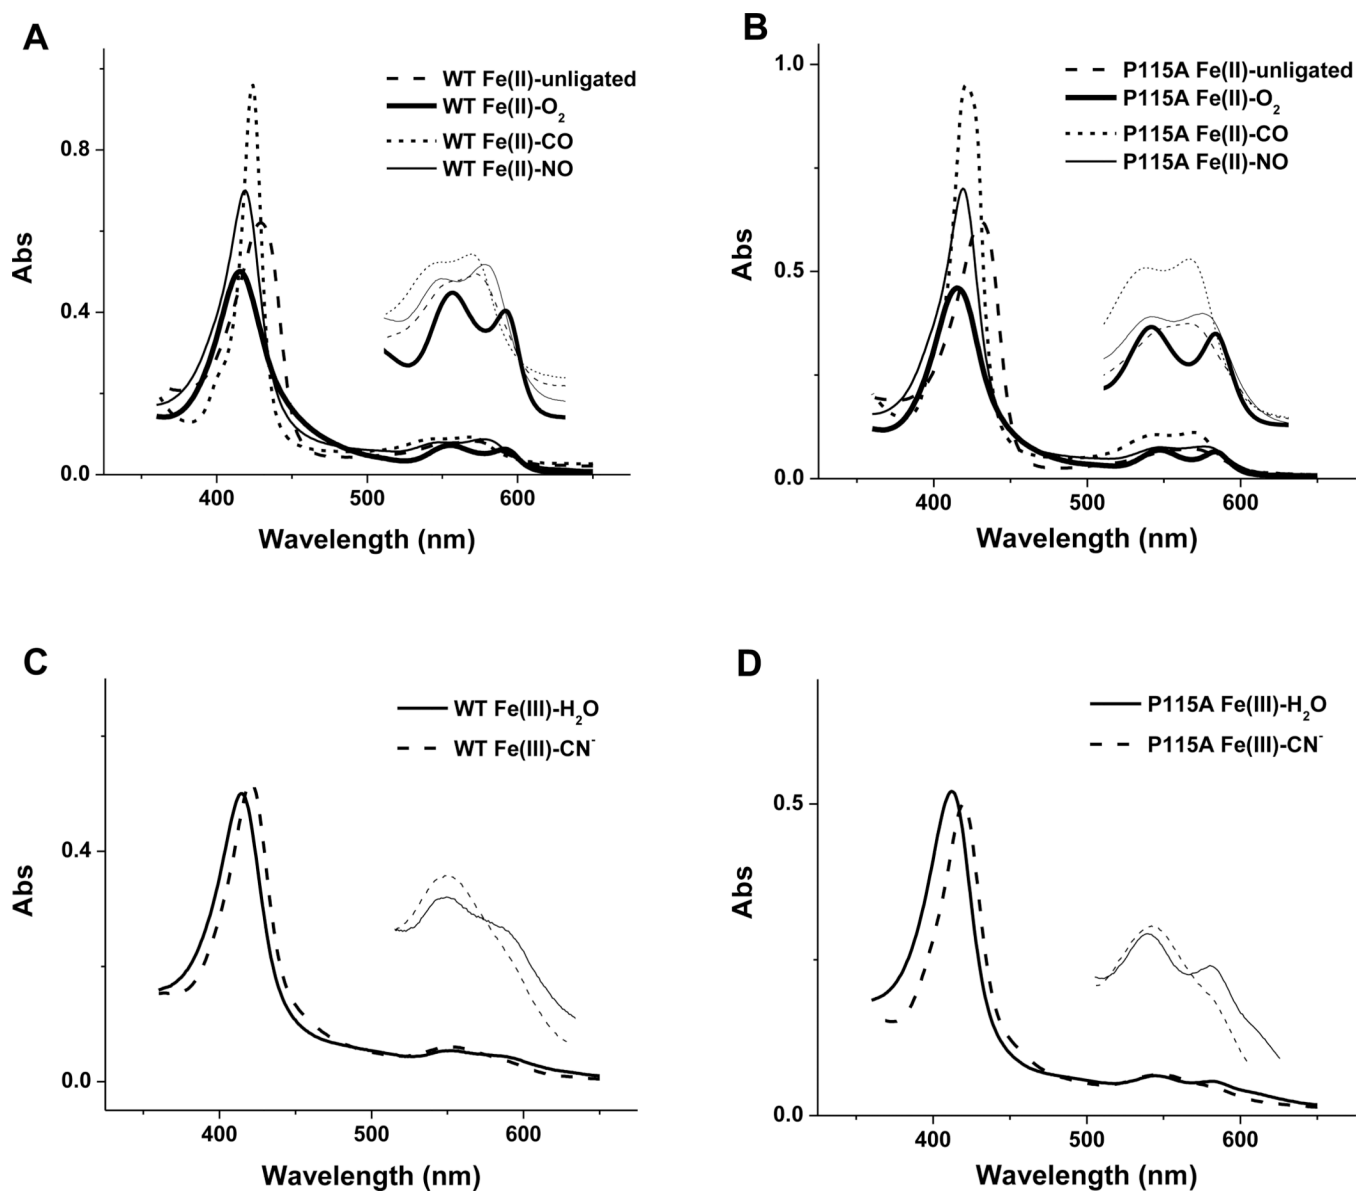 A
WT Fe(II)-unligated
WT Fe(II)-O₂
WT Fe(II)-CO
WT Fe(II)-NO
0.8
0.4
0.0
Abs
400
500
600
Wavelength (nm)
B
P115A Fe(II)-unligated
P115A Fe(II)-O₂
P115A Fe(II)-CO
P115A Fe(II)-NO
1.0
0.5
0.0
Abs
400
500
600
Wavelength (nm)
C
WT Fe(III)-H₂O
WT Fe(III)-CN⁻
0.4
0.0
Abs
400
500
600
Wavelength (nm)
D
P115A Fe(III)-H₂O
P115A Fe(III)-CN⁻
0.5
0.0
Abs
400
500
600
Wavelength (nm)